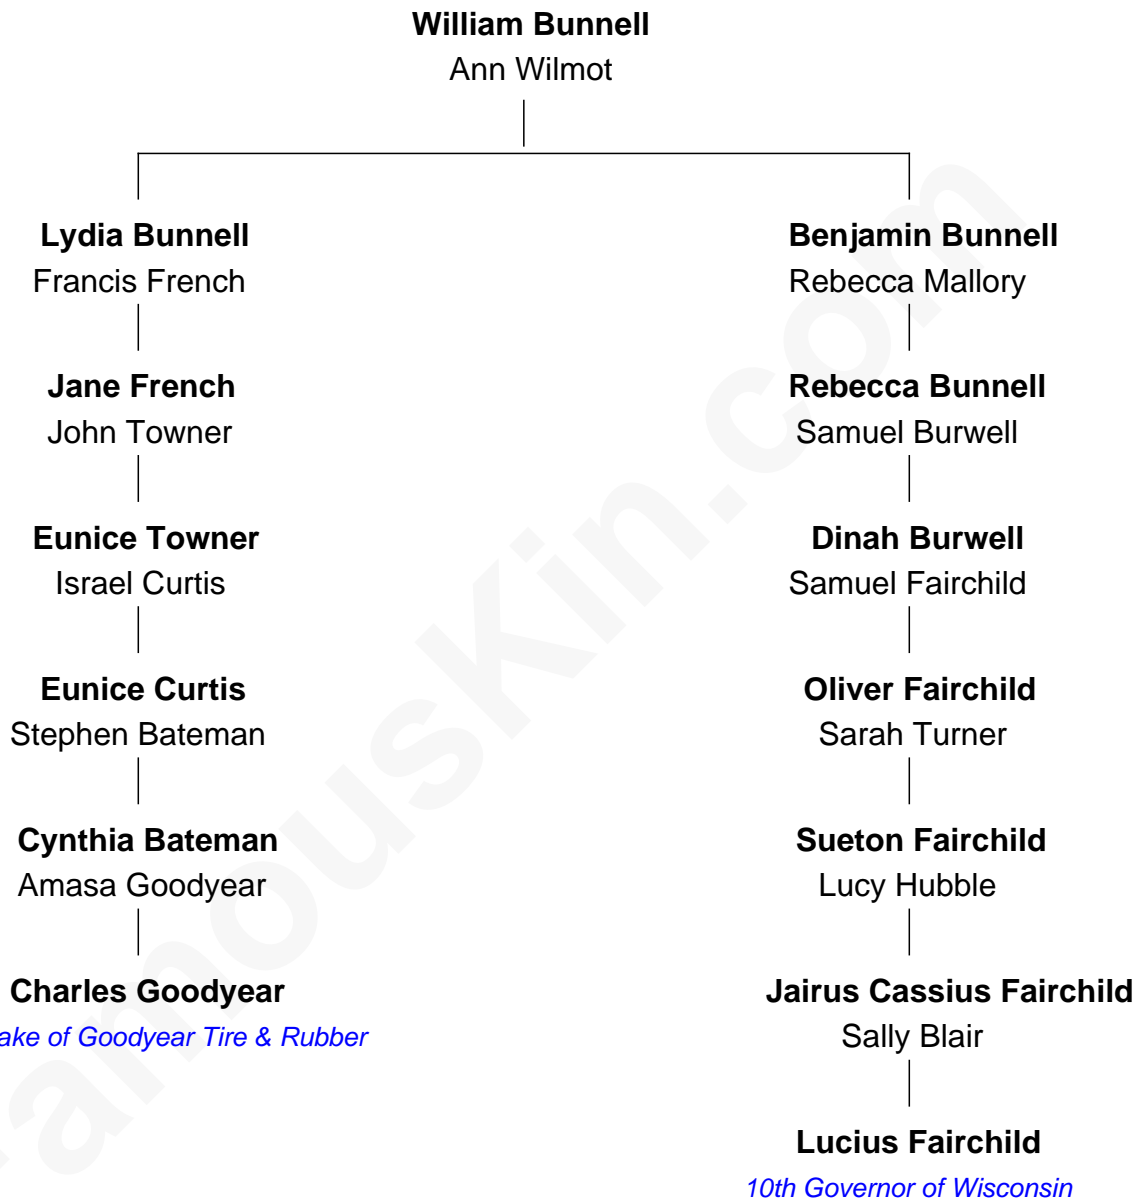 William Bunnell
Ann Wilmot
Lydia Bunnell
Francis French
Benjamin Bunnell
Rebecca Mallory
Jane French
John Towner
Rebecca Bunnell
Samuel Burwell
Eunice Towner
Israel Curtis
Dinah Burwell
Samuel Fairchild
Eunice Curtis
Stephen Bateman
Oliver Fairchild
Sarah Turner
Cynthia Bateman
Amasa Goodyear
Sueton Fairchild
Lucy Hubble
Charles Goodyear
of Goodyear Tire & Rubber
Jairus Cassius Fairchild
Sally Blair
Lucius Fairchild
10th Governor of Wisconsin
FamousKin.com